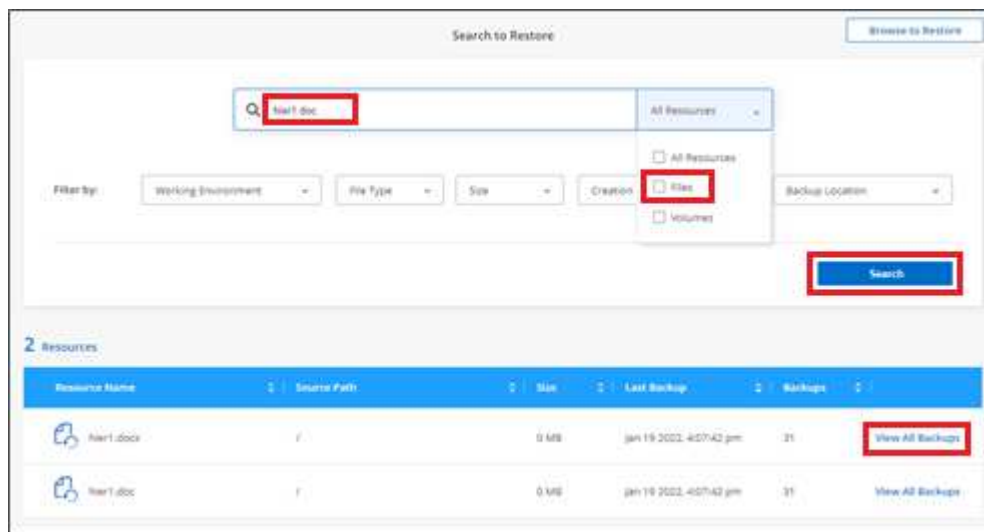 Search to Restore
Browse to Restore
hier1.doc
All Resources
All Resources
Filter by:
Working Environment
File Type
Size
Creation
Files
Backup Location
Volumes
Search
2 Resources
Resource Name
Source Path
Size
Last Backup
Backups
hier1.docx / 0 MB Jan 19 2022, 4:07:42 pm 31 View All Backups
hier1.doc / 0 MB Jan 19 2022, 4:07:42 pm 31 View All Backups